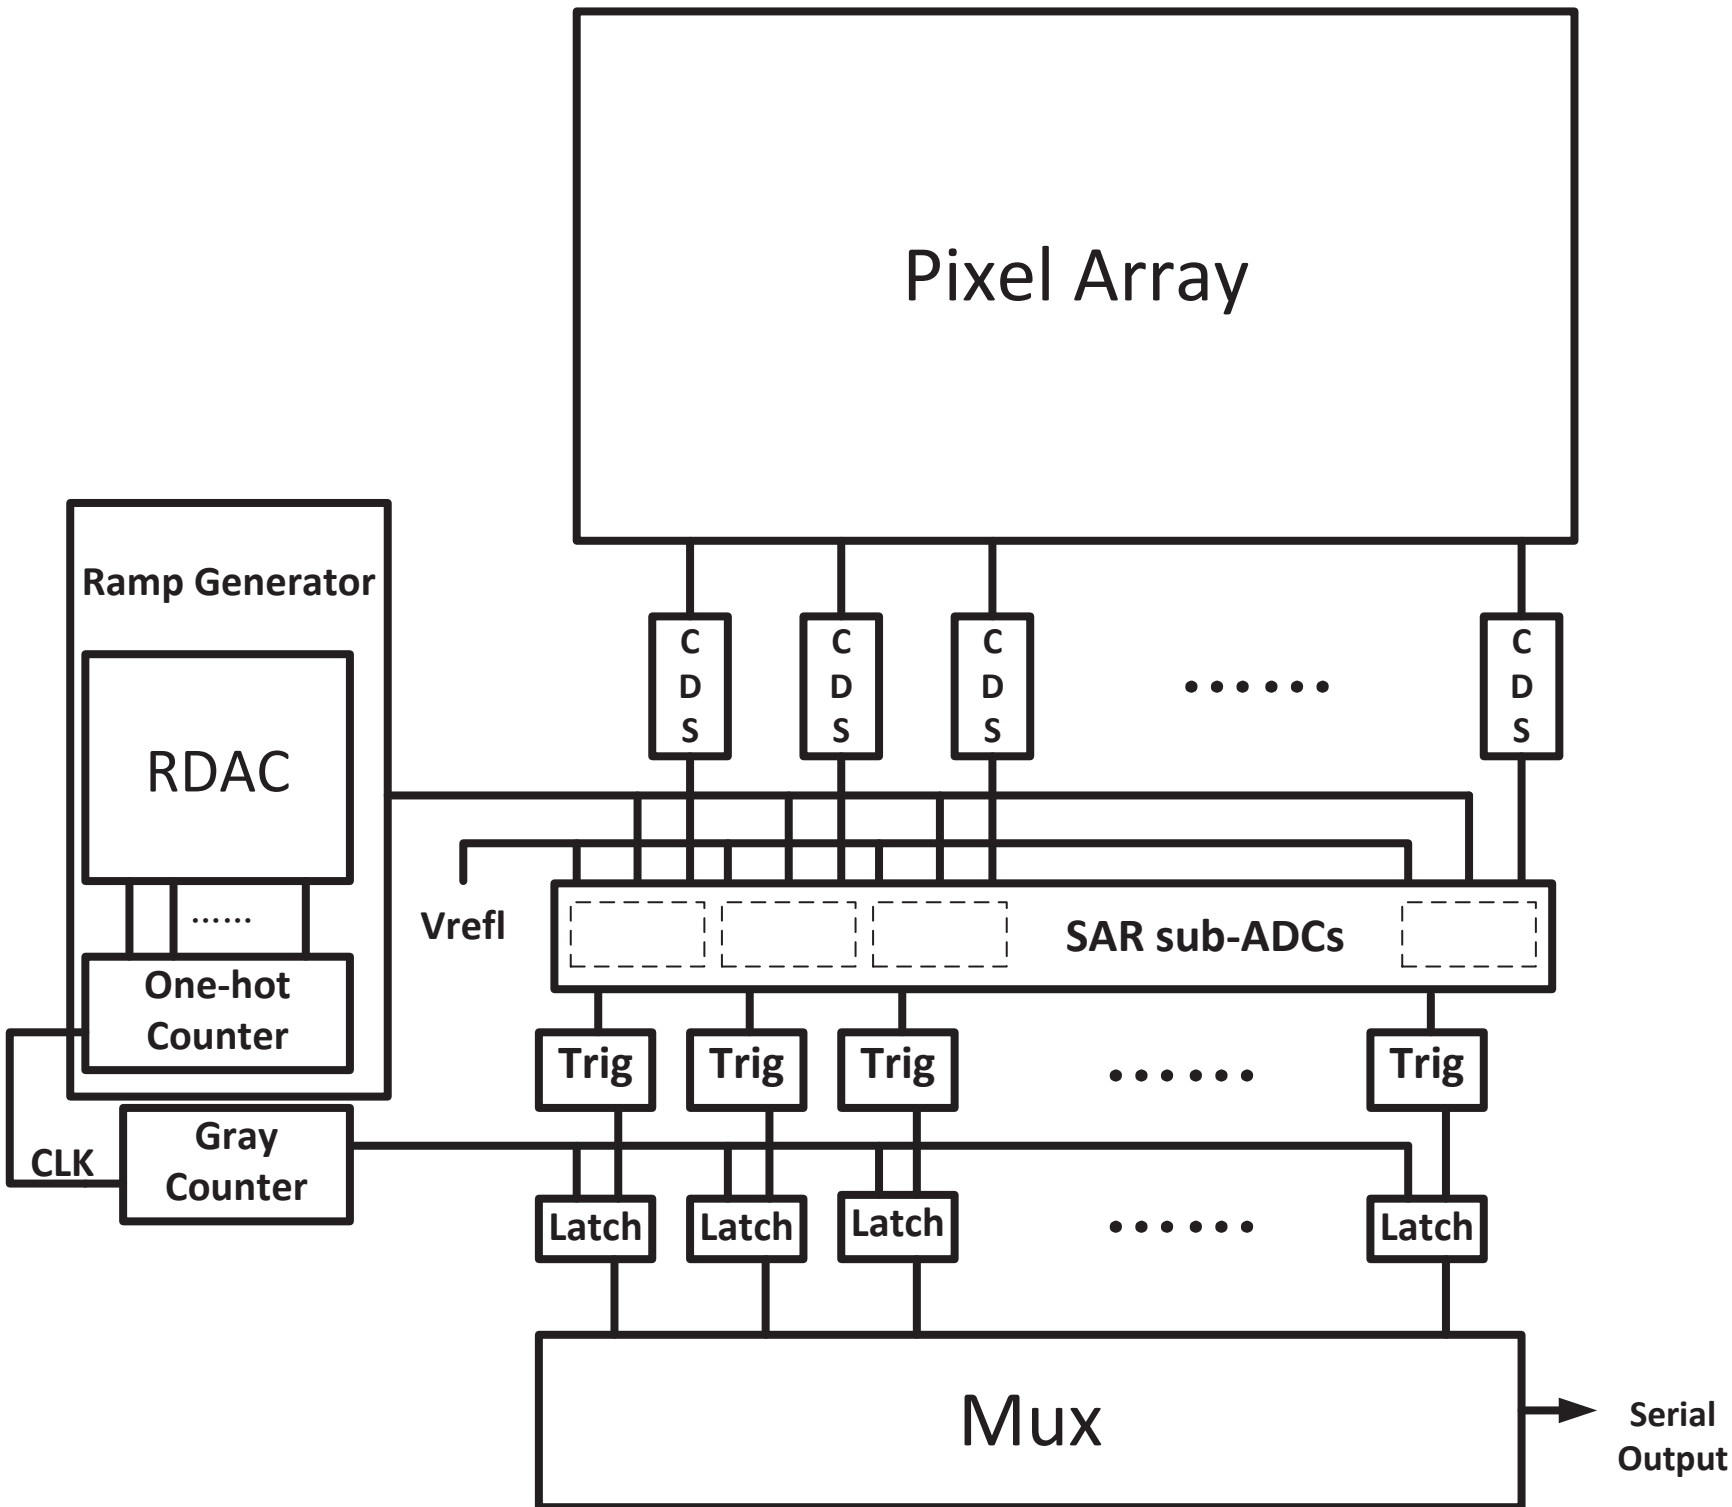 Pixel Array
Ramp Generator
C
D
S
C
D
S
C
D
S
......
C
D
S
RDAC
......
Vrefl
SAR sub-ADCs
One-hot
Counter
Trig
Trig
Trig
......
Trig
Gray
Counter
CLK
Latch
Latch
Latch
......
Latch
Mux
Serial
Output